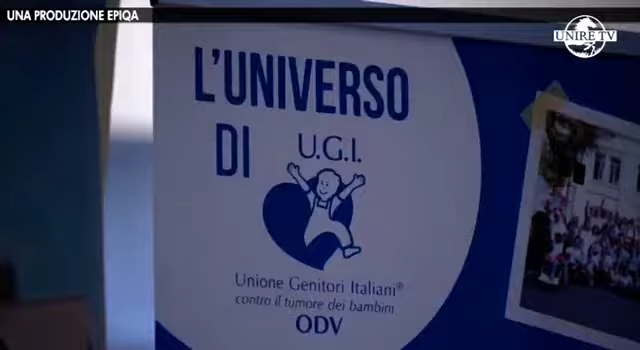 UNA PRODUZIONE EPIQA
UNIRE TV
L'UNIVERSO
DI
U.G.I.
Unione Genitori Italiani®
contro il tumore dei bambini
ODV